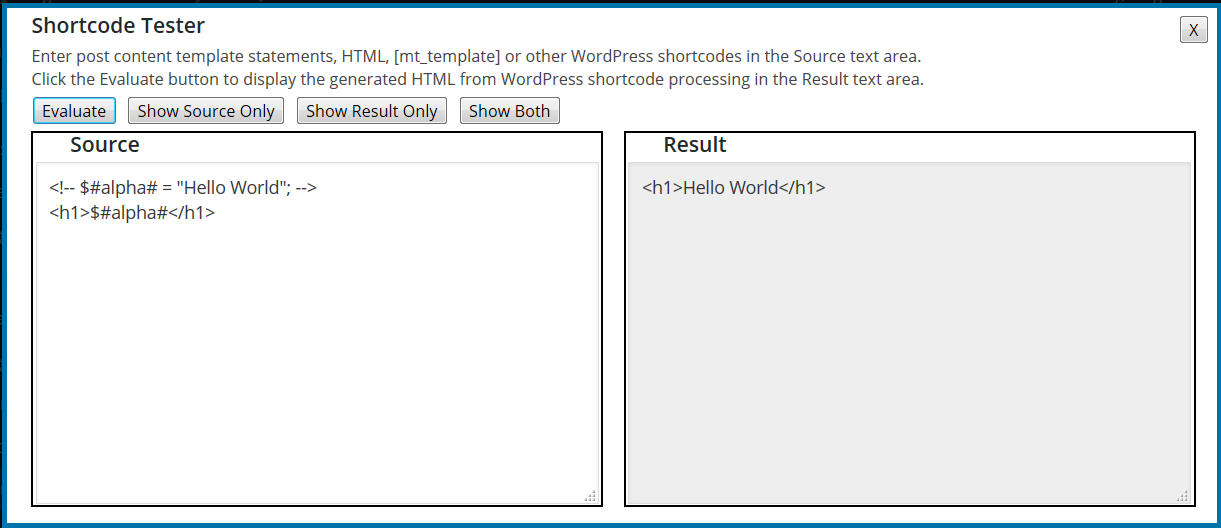 Shortcode Tester
X
Enter post content template statements, HTML, [mt_template] or other WordPress shortcodes in the Source text area.
Click the Evaluate button to display the generated HTML from WordPress shortcode processing in the Result text area.
Evaluate Show Source Only Show Result Only Show Both
Source
<!-- $#alpha# = "Hello World"; -->
<h1>$#alpha#</h1>
Result
<h1>Hello World</h1>